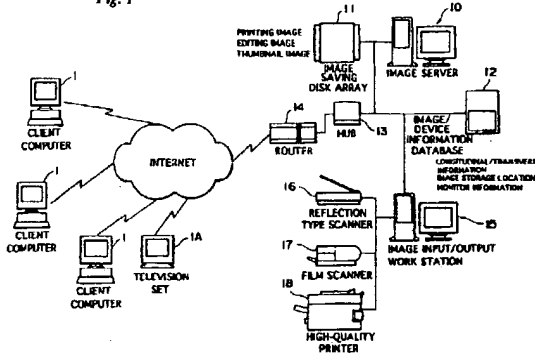 Fig. 1
11
10
PRINTING IMAGE
EDITING IMAGE
THUMBNAIL IMAGE
IMAGE
SAVING
DISK ARRAY
IMAGE SERVER
1
CLIENT
COMPUTER
14
ROUTER
HUB
13
12
IMAGE/
DEVICE
INFORMATION
DATABASE
INTERNET
LONGITUDINAL/TRANSVERSE
INFORMATION
IMAGE STORAGE LOCATION
MONITOR INFORMATION
1
CLIENT
COMPUTER
1
CLIENT
COMPUTER
1A
TELEVISION
SET
16
REFLECTION
TYPE SCANNER
15
IMAGE INPUT/OUTPUT
WORK STATION
17
FILM SCANNER
18
HIGH-QUALITY
PRINTER